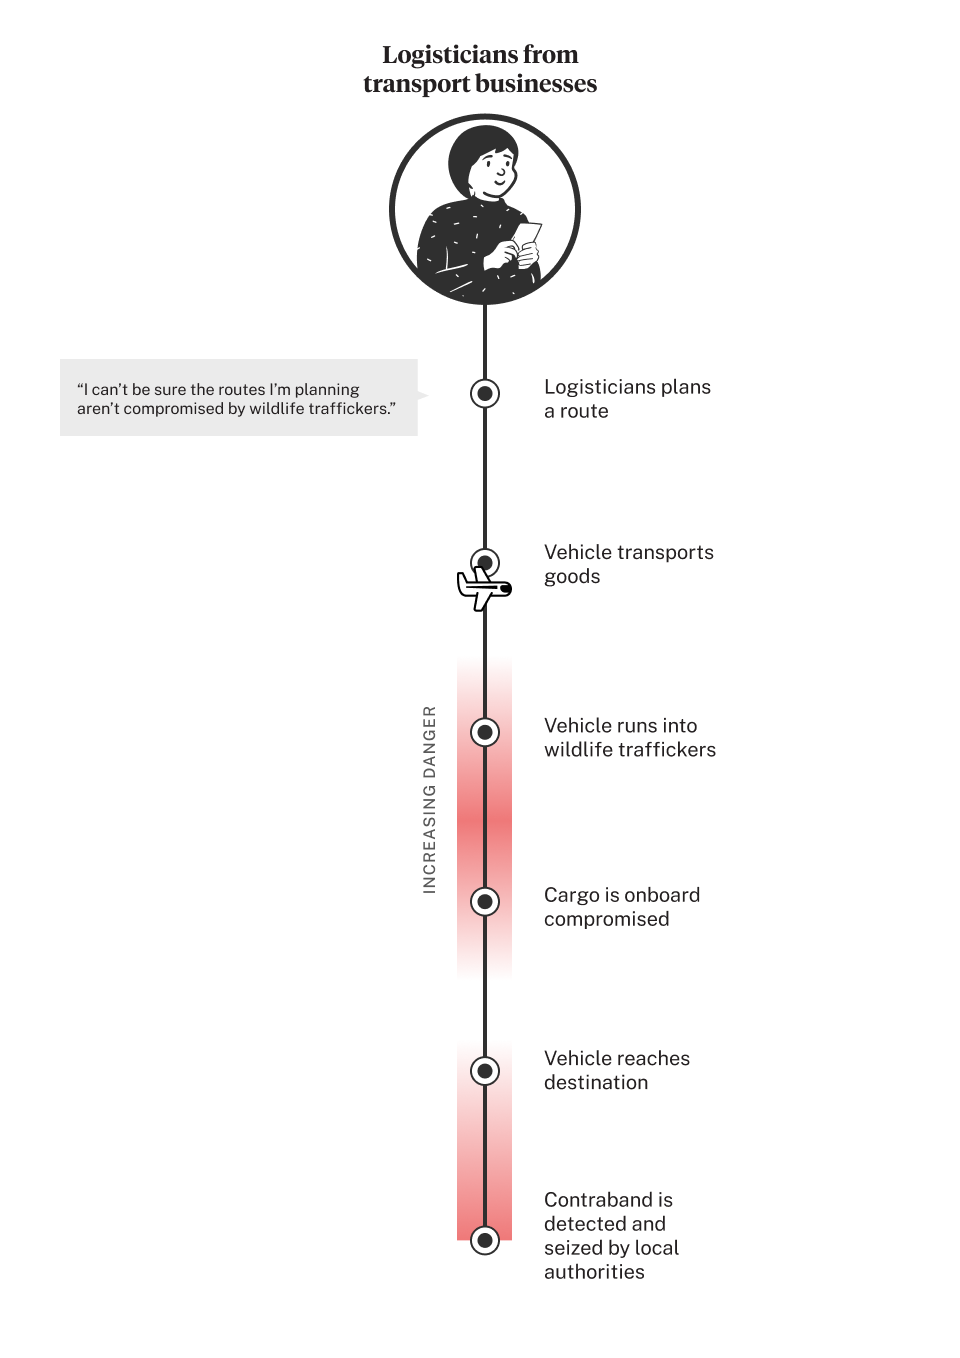 Logisticians from
transport businesses
“I can’t be sure the routes I’m planning
aren’t compromised by wildlife traffickers.”
Logisticians plans
a route
Vehicle transports
goods
INCREASING DANGER
Vehicle runs into
wildlife traffickers
Cargo is onboard
compromised
Vehicle reaches
destination
Contraband is
detected and
seized by local
authorities